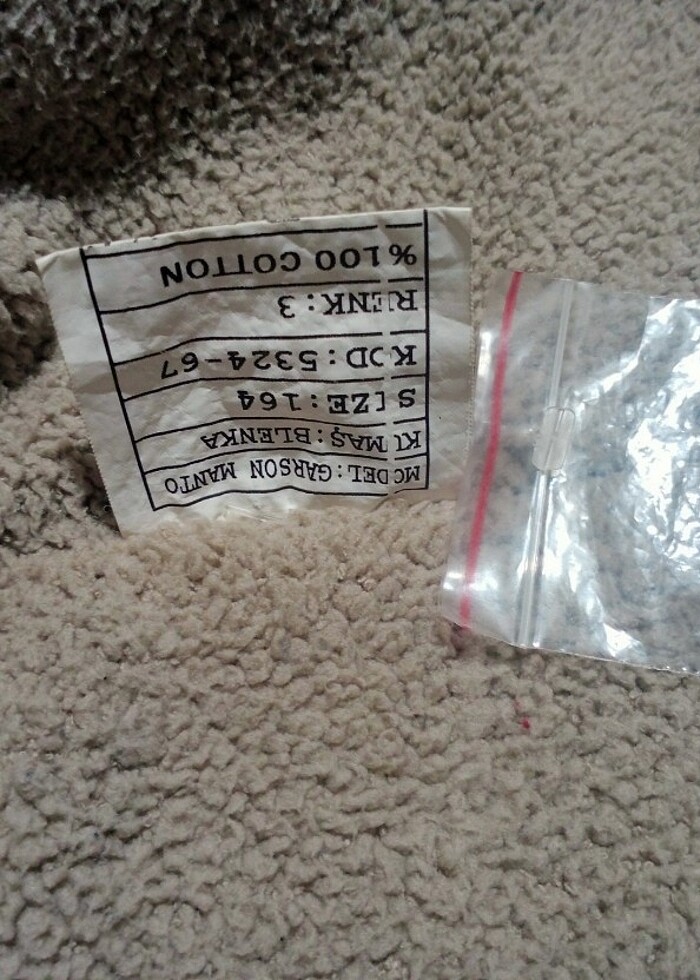 MODEL:GARSON MANTO
KUMAŞ:BLENKA
SIZE:164
KOD:5324-67
RENK:3
%100 COTTON